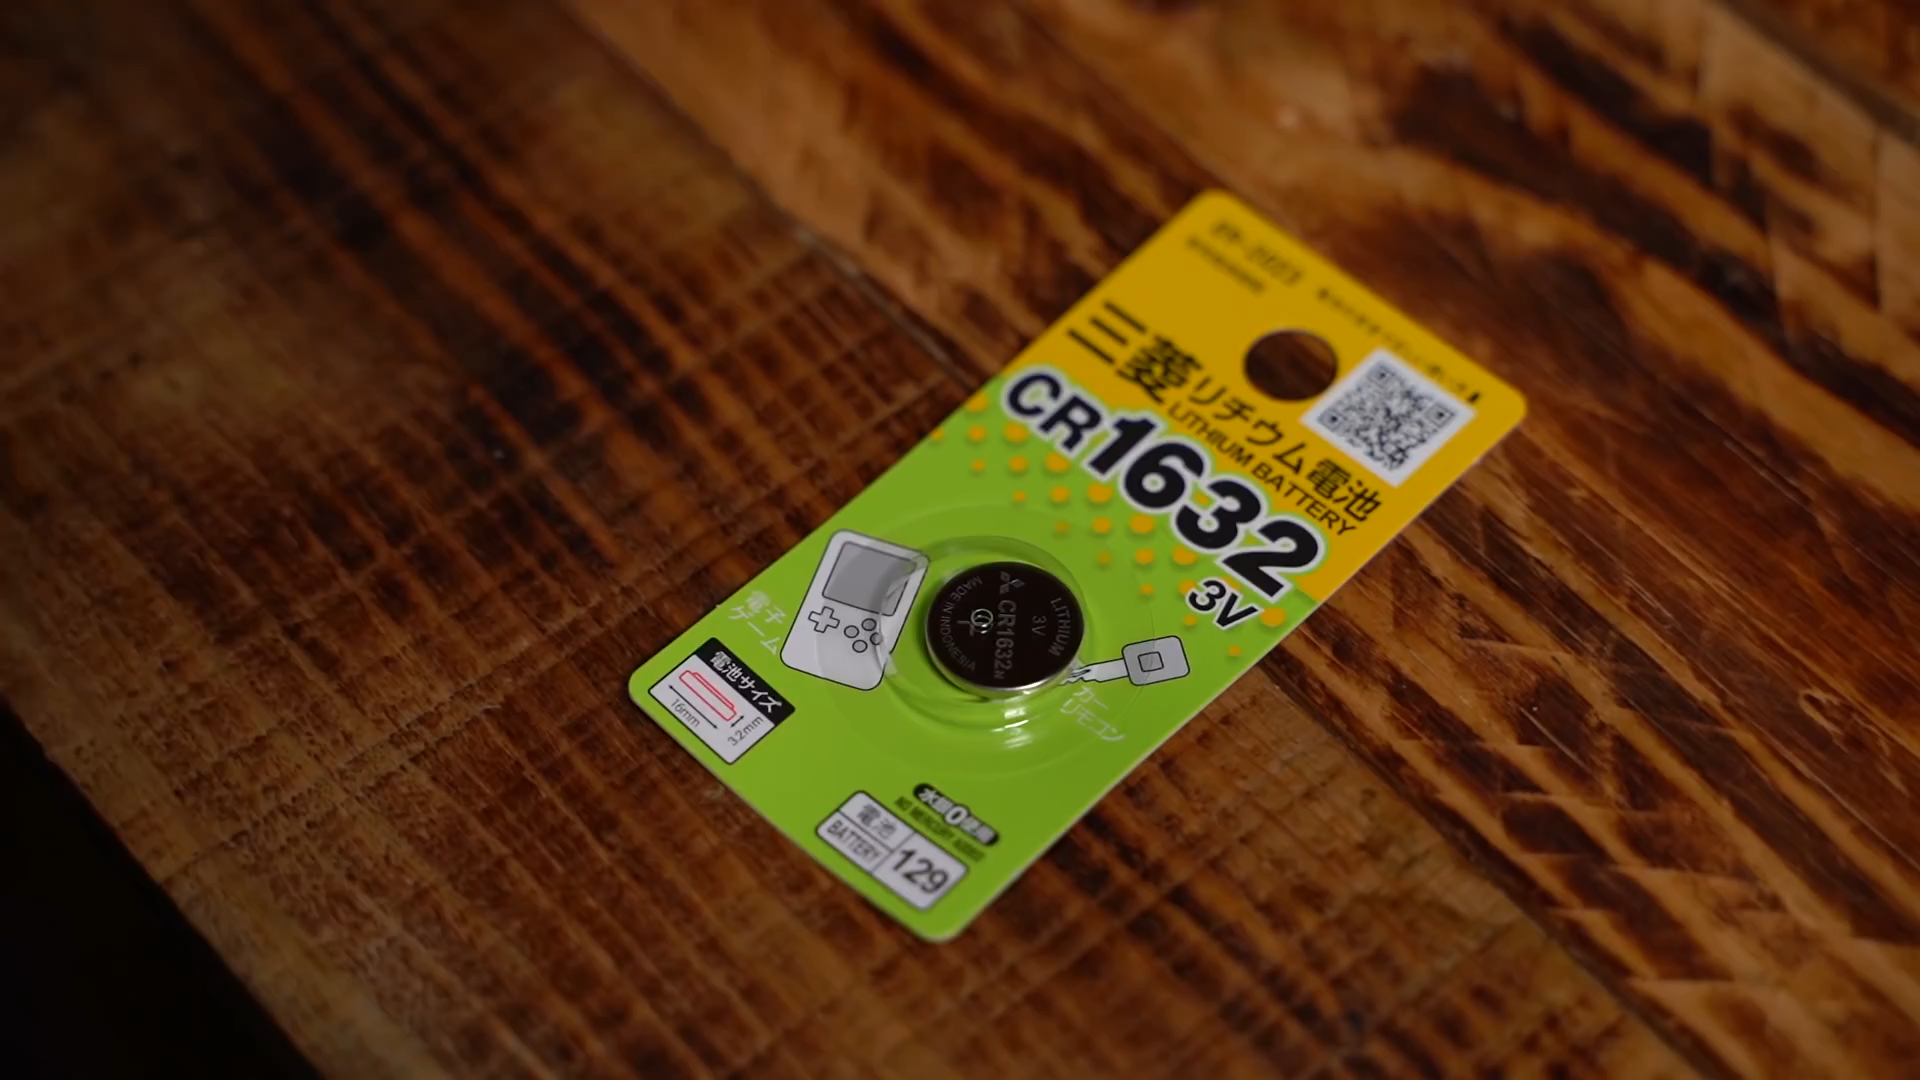 三菱リチウム電池
LITHIUM BATTERY
CR1632
3V
電子
ゲーム
LITHIUM
3V
CR1632N
MADE IN INDONESIA
カー
リモコン
電池サイズ
16mm
3.2mm
水銀0使用
NO MERCURY ADDED
電池
BATTERY
129